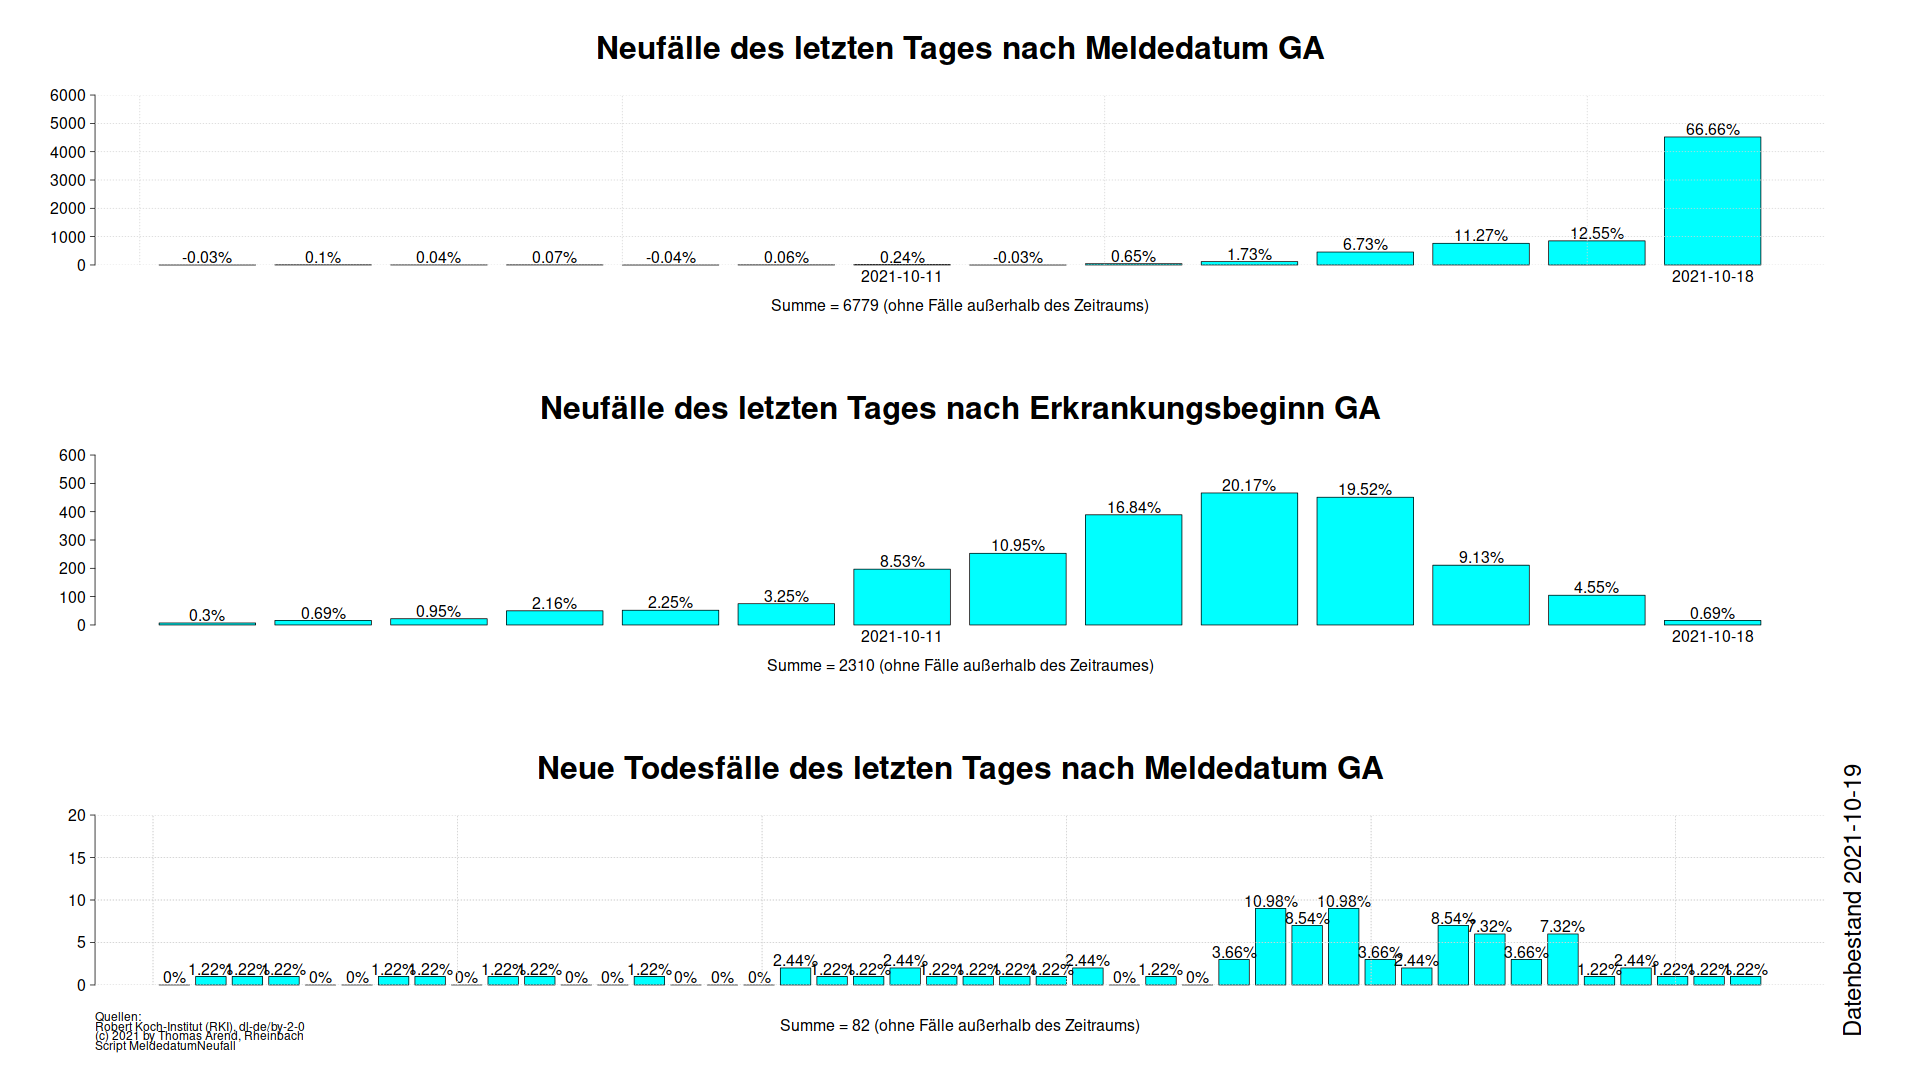 Neufälle des letzten Tages nach Meldedatum GA
6000
5000
4000
3000
2000
1000
0
-0.03% 0.1% 0.04% 0.07% -0.04% 0.06% 0.24% -0.03% 0.65% 1.73% 6.73% 11.27% 12.55% 66.66%
2021-10-11 2021-10-18
Summe = 6779 (ohne Fälle außerhalb des Zeitraums)
Neufälle des letzten Tages nach Erkrankungsbeginn GA
600
500
400
300
200
100
0
0.3% 0.69% 0.95% 2.16% 2.25% 3.25% 8.53% 10.95% 16.84% 20.17% 19.52% 9.13% 4.55% 0.69%
2021-10-11 2021-10-18
Summe = 2310 (ohne Fälle außerhalb des Zeitraumes)
Neue Todesfälle des letzten Tages nach Meldedatum GA
20
15
10
5
0
0% 1.22% 1.22% 1.22% 0% 0% 1.22% 1.22% 0% 1.22% 1.22% 0% 0% 1.22% 0% 0% 0% 2.44% 1.22% 1.22% 2.44% 1.22% 1.22% 1.22% 1.22% 2.44% 0% 1.22% 0% 3.66% 10.98% 8.54% 10.98% 3.66% 2.44% 8.54% 7.32% 3.66% 7.32% 1.22% 2.44% 1.22% 1.22% 1.22%
Summe = 82 (ohne Fälle außerhalb des Zeitraums)
Quellen:
Robert Koch-Institut (RKI), dl-de/by-2-0
(c) 2021 by Thomas Arend, Rheinbach
Script MeldedatumNeufall
Datenbestand 2021-10-19